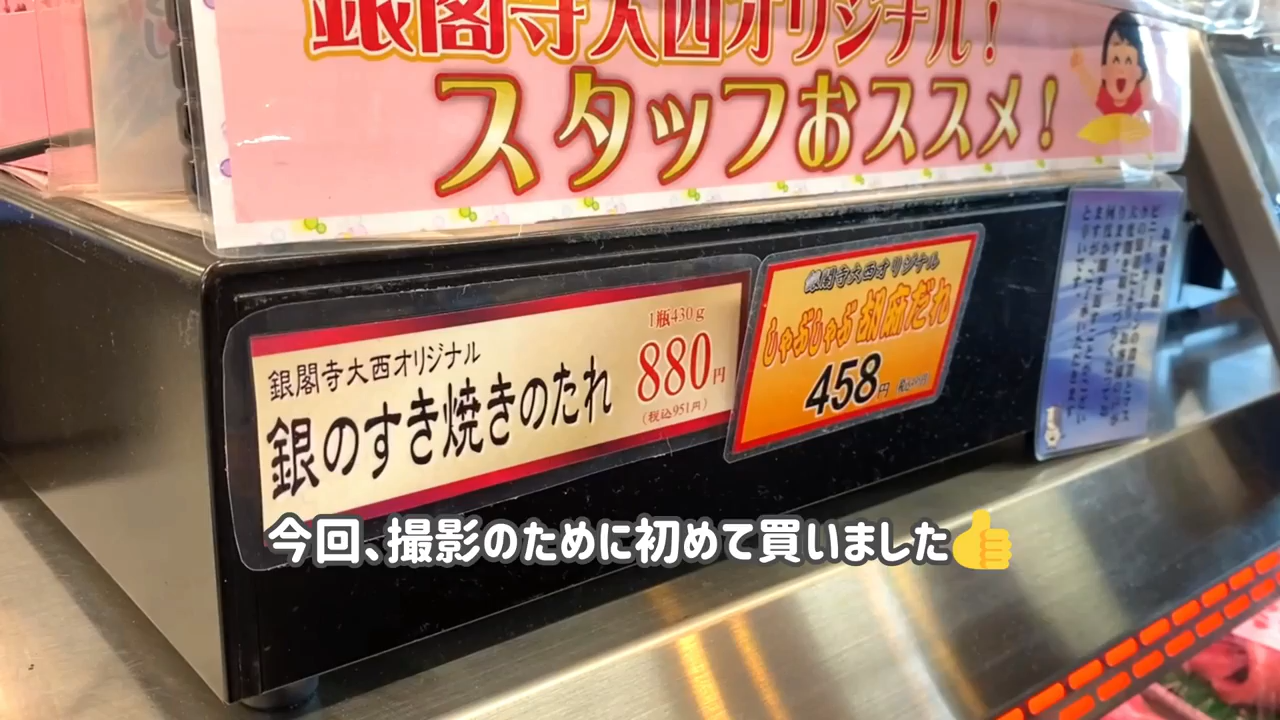 銀閣寺大西オリジナル!
スタッフおススメ!
銀閣寺大西オリジナル
銀のすき焼きのたれ
1瓶430g
880円
(税込951円)
銀閣寺大西オリジナル
しゃぶしゃぶ胡麻だれ
458円
今回、撮影のために初めて買いました👍